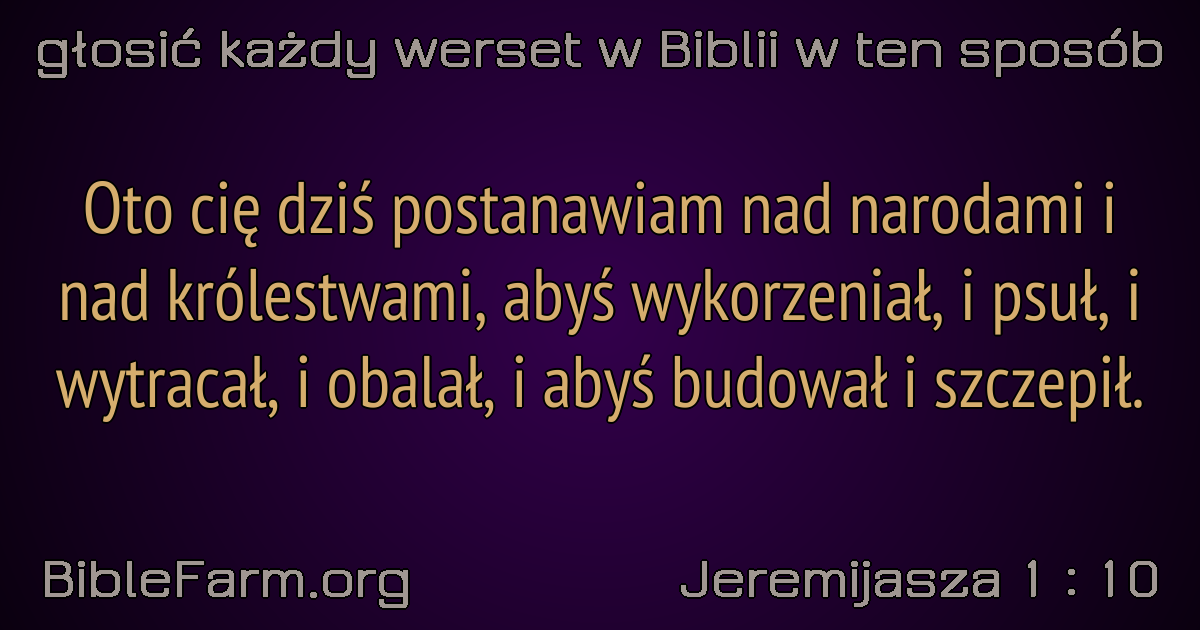 głosić każdy werset w Biblii w ten sposób
Oto cię dziś postanawiam nad narodami i
nad królestwami, abyś wykorzeniał, i psuł, i
wytracał, i obalał, i abyś budował i szczepił.
BibleFarm.org
Jeremijasza 1 : 10